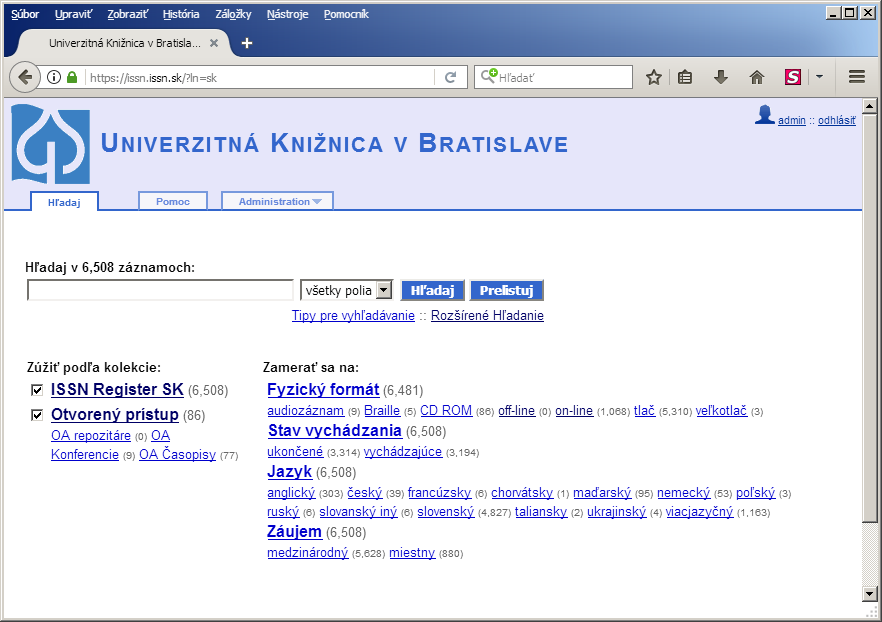 Súbor Upraviť Zobraziť História Záložky Nástroje Pomocník
Univerzitná Knižnica v Bratisla...
https://issn.issn.sk/?ln=sk
Hľadať
S
admin :: odhlásiť
Univerzitná Knižnica v Bratislave
Hľadaj Pomoc Administration
Hľadaj v 6,508 záznamoch:
všetky polia Hľadaj Prelistuj
Tipy pre vyhľadávanie :: Rozšírené Hľadanie
Zúžiť podľa kolekcie:
ISSN Register SK (6,508)
Otvorený prístup (86)
OA repozitáre (0) OA
Konferencie (9) OA Časopisy (77)
Zamerať sa na:
Fyzický formát (6,481)
audiozáznam (9) Braille (5) CD ROM (86) off-line (0) on-line (1,068) tlač (5,310) veľkotlač (3)
Stav vychádzania (6,508)
ukončené (3,314) vychádzajúce (3,194)
Jazyk (6,508)
anglický (303) český (39) francúzsky (6) chorvátsky (1) maďarský (95) nemecký (53) poľský (3)
ruský (6) slovanský iný (6) slovenský (4,827) taliansky (2) ukrajinský (4) viacjazyčný (1,163)
Záujem (6,508)
medzinárodný (5,628) miestny (880)